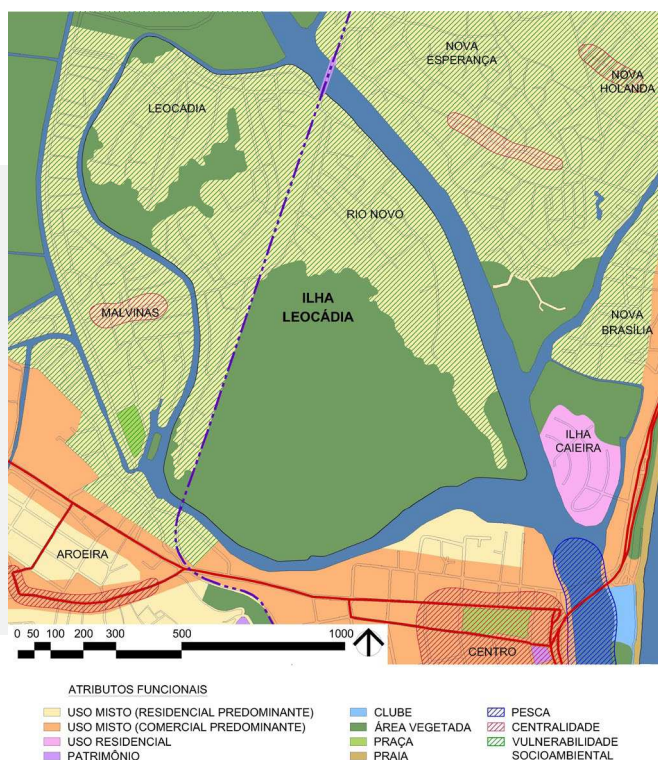 NOVA
ESPERANÇA
NOVA
HOLANDA
LEOCÁDIA
RIO NOVO
ILHA
LEOCÁDIA
MALVINAS
NOVA
BRASÍLIA
ILHA
CAIEIRA
AROEIRA
CENTRO
0 50 100 200 300 500 1000
ATRIBUTOS FUNCIONAIS
USO MISTO (RESIDENCIAL PREDOMINANTE)
USO MISTO (COMERCIAL PREDOMINANTE)
USO RESIDENCIAL
PATRIMÔNIO
CLUBE
ÁREA VEGETADA
PRAÇA
PRAIA
PESCA
CENTRALIDADE
VULNERABILIDADE
SOCIOAMBIENTAL